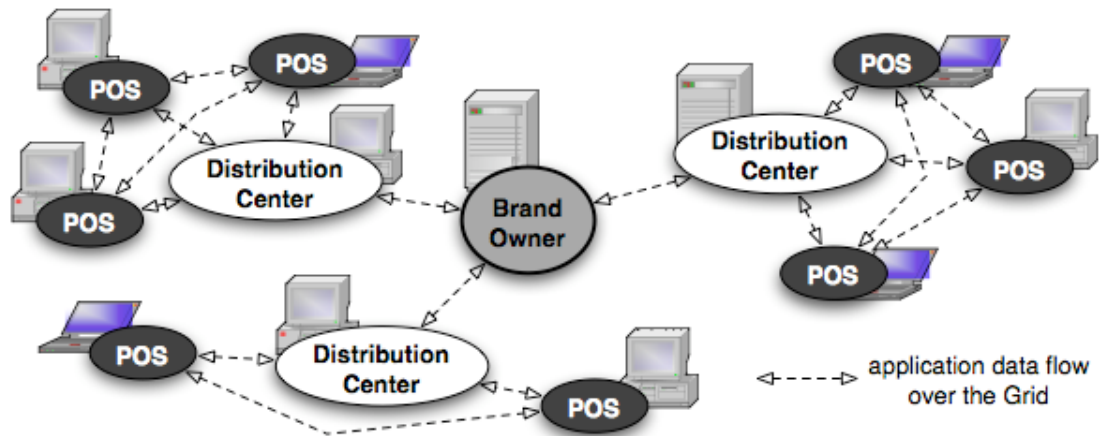 POS
POS
POS
Distribution
Center
Brand
Owner
POS
Distribution
Center
POS
POS
POS
Distribution
Center
POS
application data flow
over the Grid